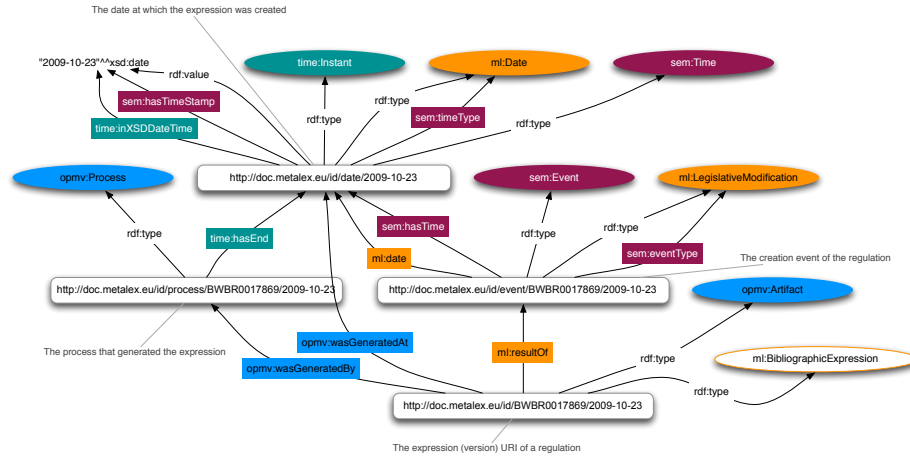 The date at which the expression was created
"2009-10-23"^^xsd:date
rdf:value
time:Instant
ml:Date
sem:Time
sem:hasTimeStamp
rdf:type
rdf:type
sem:timeType
rdf:type
time:inXSDDateTime
opmv:Process
http://doc.metalex.eu/id/date/2009-10-23
sem:Event
ml:LegislativeModification
rdf:type
time:hasEnd
sem:hasTime
rdf:type
rdf:type
sem:eventType
ml:date
The creation event of the regulation
http://doc.metalex.eu/id/process/BWBR0017869/2009-10-23
http://doc.metalex.eu/id/event/BWBR0017869/2009-10-23
opmv:Artifact
The process that generated the expression
opmv:wasGeneratedAt
ml:resultOf
rdf:type
ml:BibliographicExpression
opmv:wasGeneratedBy
rdf:type
http://doc.metalex.eu/id/BWBR0017869/2009-10-23
The expression (version) URI of a regulation